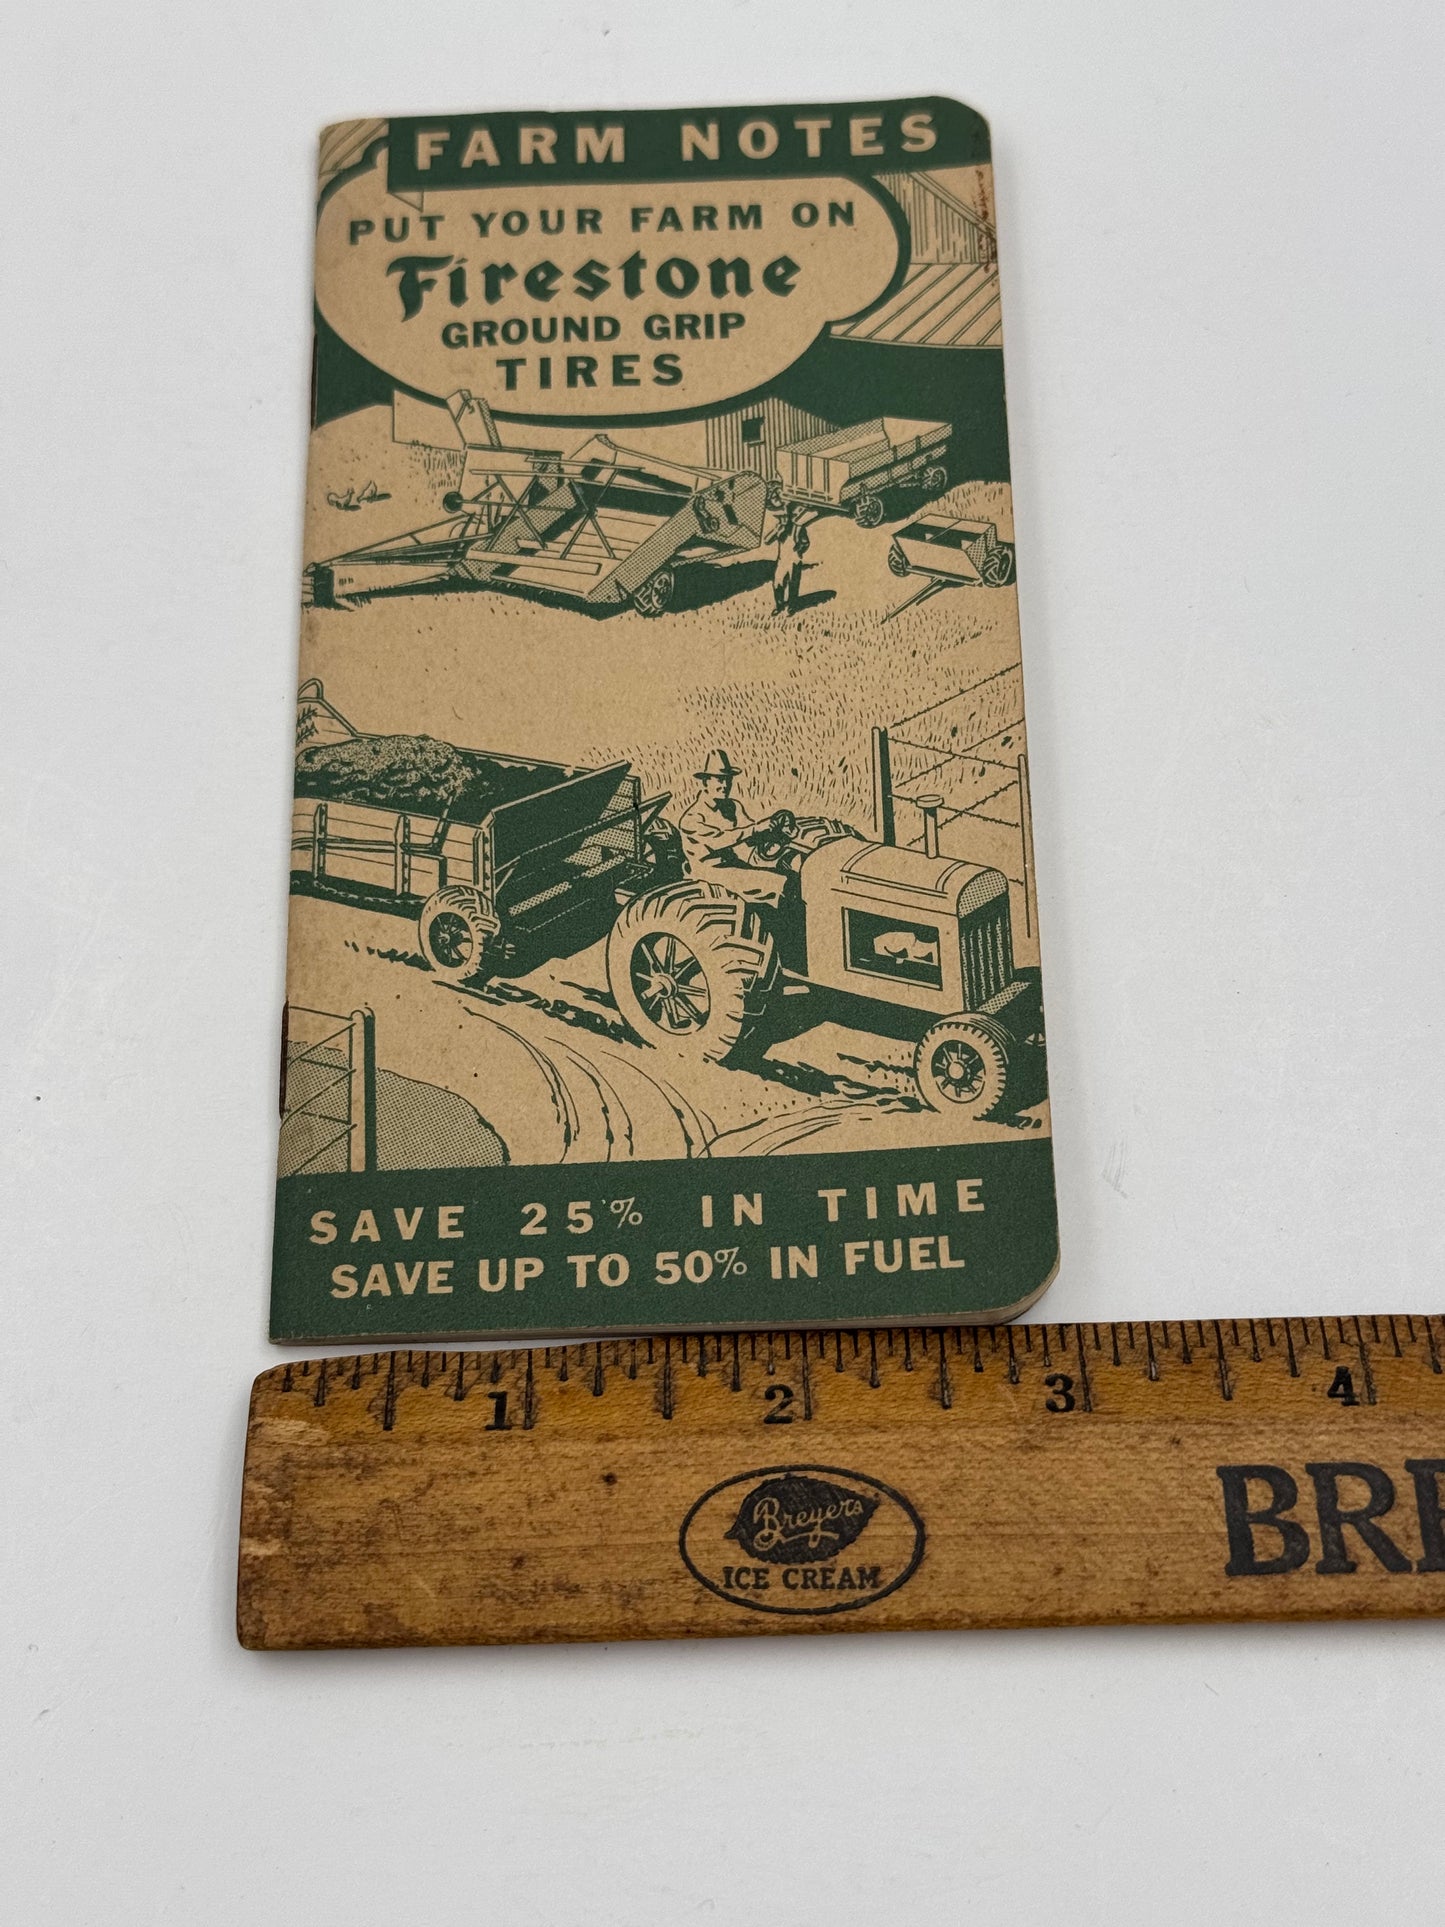 FARM NOTES
PUT YOUR FARM ON
Firestone
GROUND GRIP
TIRES
SAVE 25% IN TIME
SAVE UP TO 50% IN FUEL
1 2 3 4
Breyers
ICE CREAM